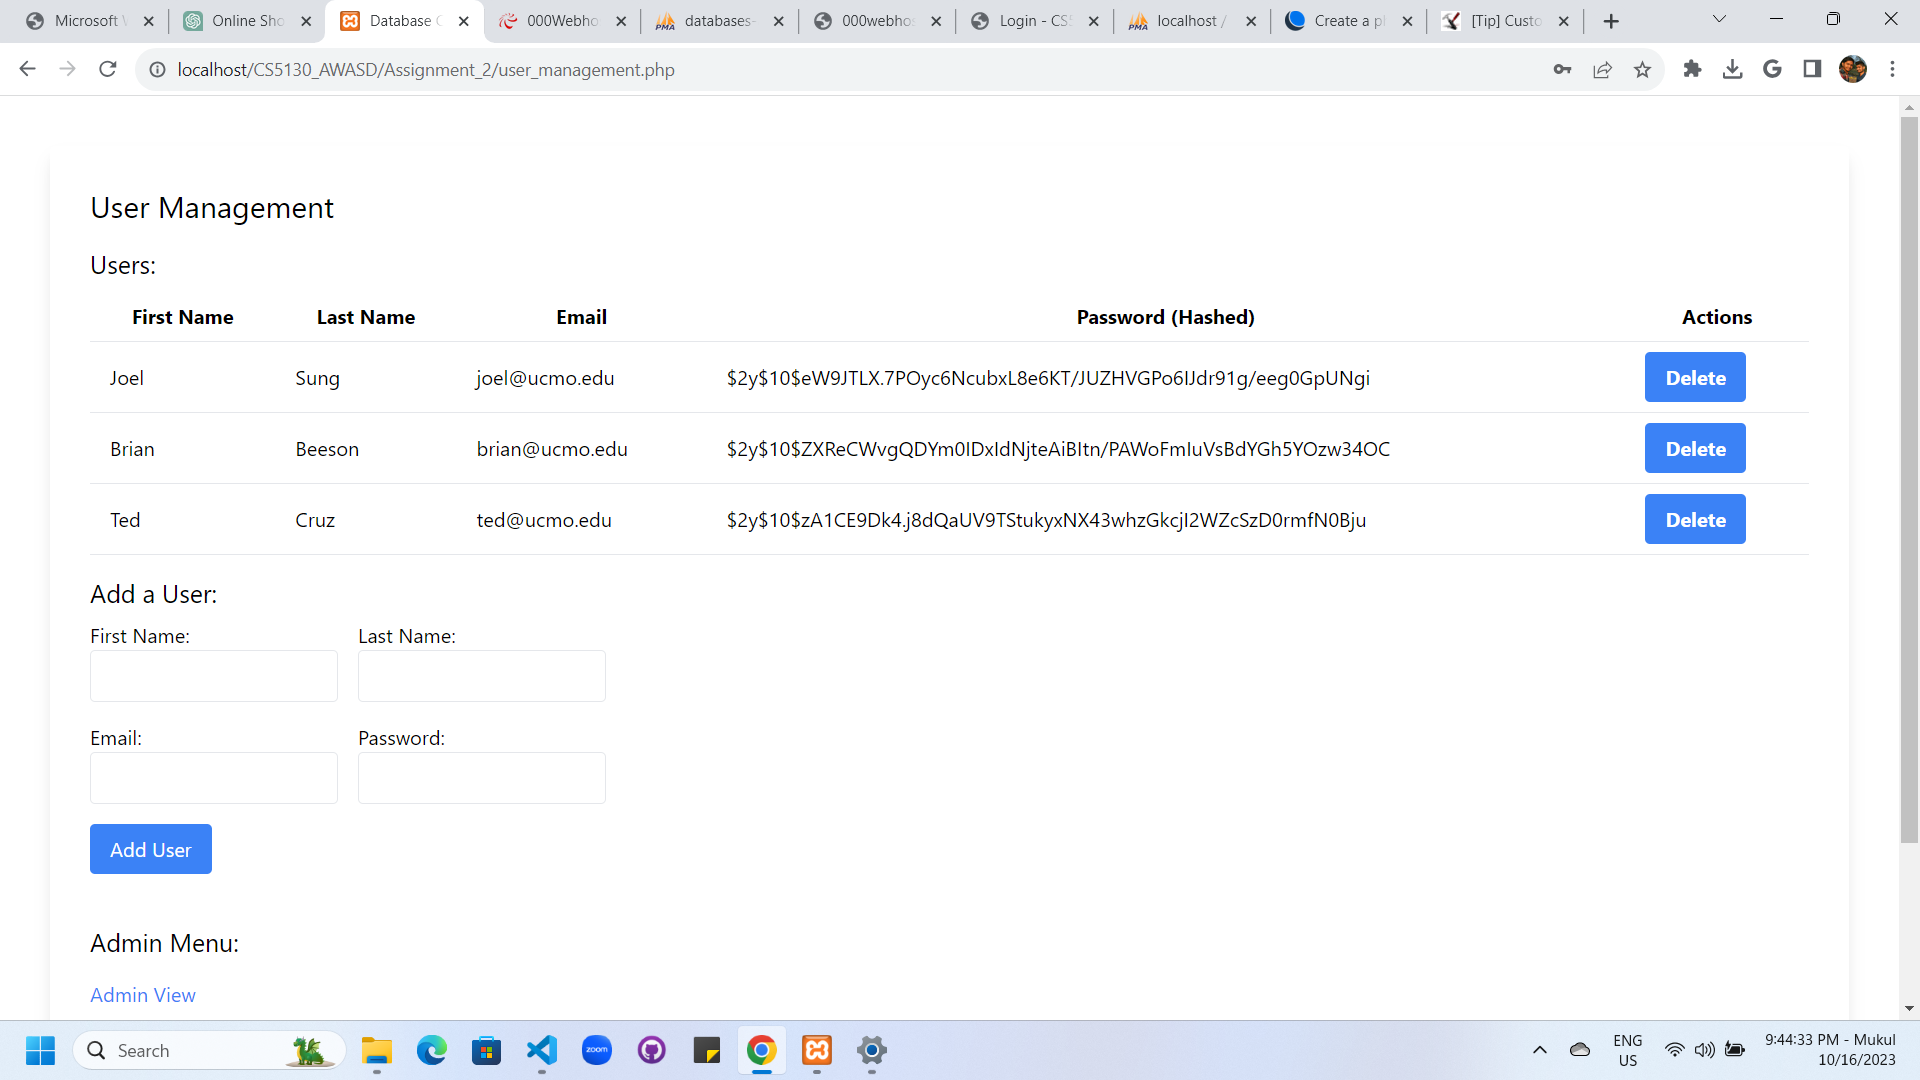 Microsoft
Online Sho
Database
000Webho
databases-
000webhos
Login - CS
localhost /
Create a p
[Tip] Custo
localhost/CS5130_AWASD/Assignment_2/user_management.php
User Management
Users:
First Name Last Name Email Password (Hashed) Actions
Joel Sung joel@ucmo.edu $2y$10$eW9JTLX.7POyc6NcubxL8e6KT/JUZHVGPo6IJdr91g/eeg0GpUNgi Delete
Brian Beeson brian@ucmo.edu $2y$10$ZXReCWvgQDYm0IDxIdNjteAiBItn/PAWoFmIuVsBdYGh5YOzw34OC Delete
Ted Cruz ted@ucmo.edu $2y$10$zA1CE9Dk4.j8dQaUV9TStukyxNX43whzGkcjI2WZcSzD0rmfN0Bju Delete
Add a User:
First Name: Last Name:
Email: Password:
Add User
Admin Menu:
Admin View
Search
zoom
ENG
US
9:44:33 PM - Mukul
10/16/2023